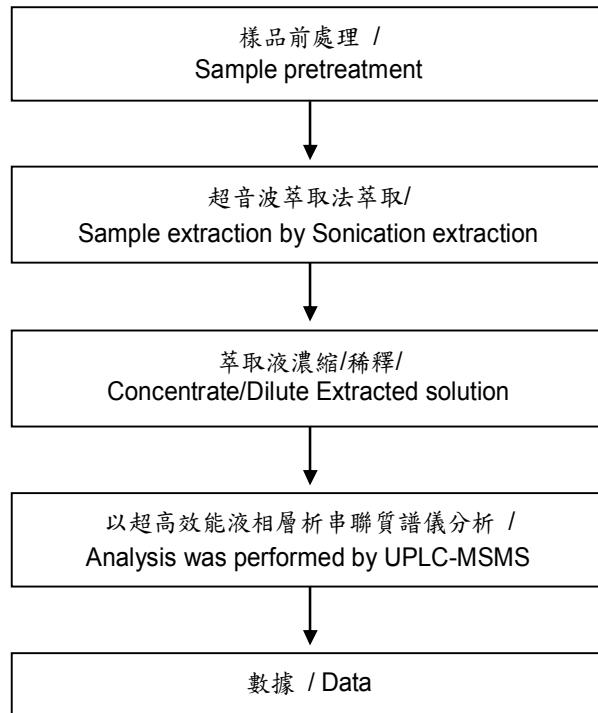 樣品前處理 /
Sample pretreatment
超音波萃取法萃取/
Sample extraction by Sonication extraction
萃取液濃縮/稀釋/
Concentrate/Dilute Extracted solution
以超高效能液相層析串聯質譜儀分析 /
Analysis was performed by UPLC-MSMS
數據 / Data